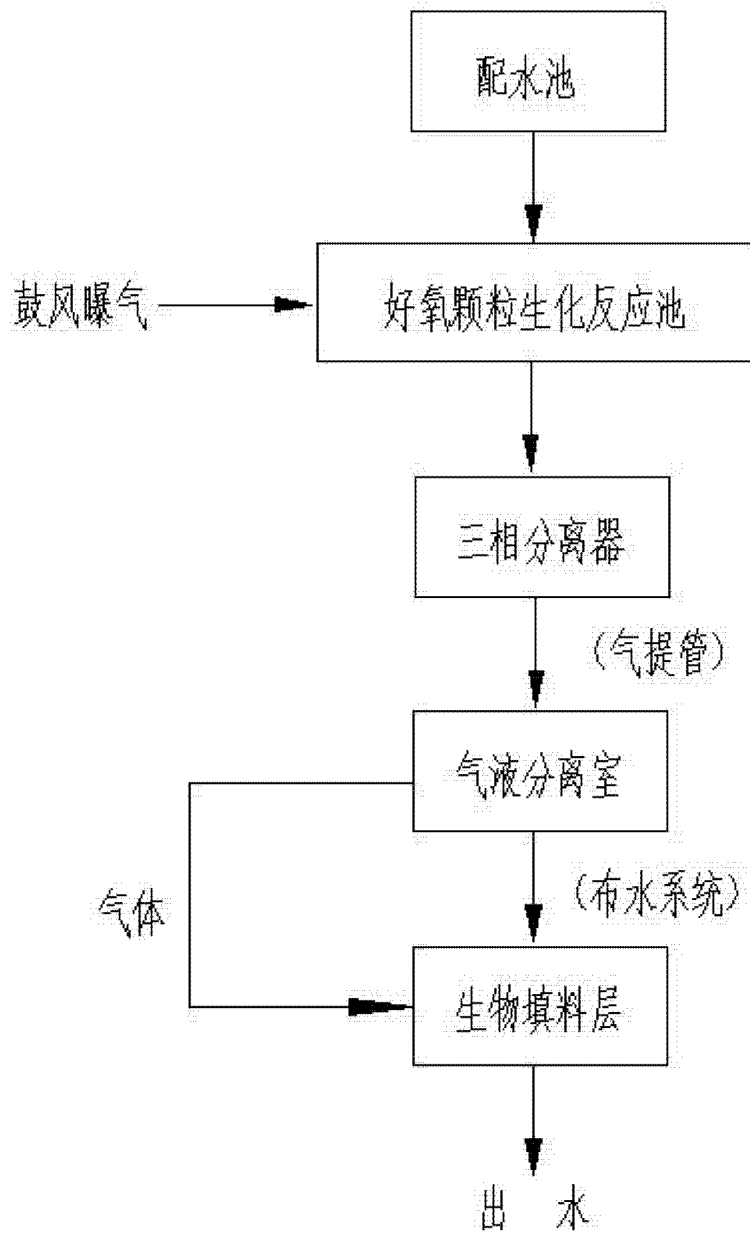 配水池
鼓风曝气
好氧颗粒生化反应池
三相分离器
(气提管)
气液分离室
(布水系统)
气体
生物填料层
出 水